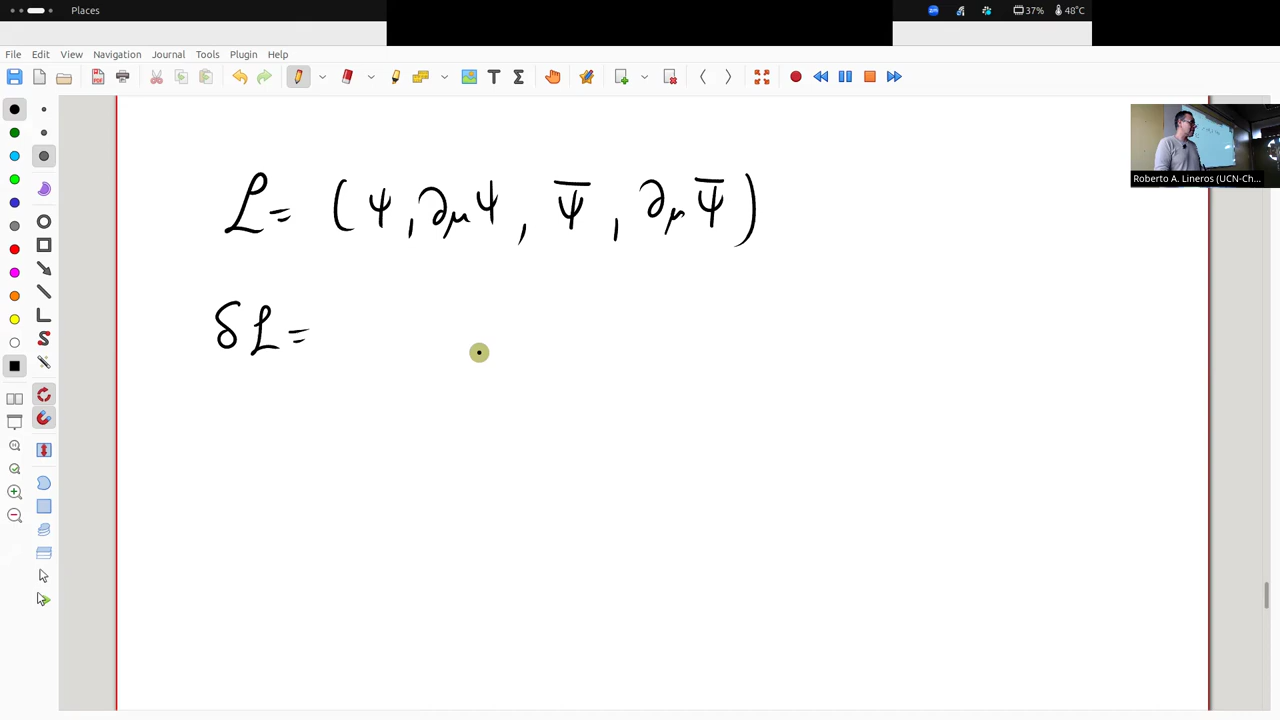 Places
37% 48°C
File Edit View Navigation Journal Tools Plugin Help
ℒ= (ψ, ∂μψ, ψ̅, ∂μψ̅)
Roberto A. Lineros (UCN-Ch...
δℒ=